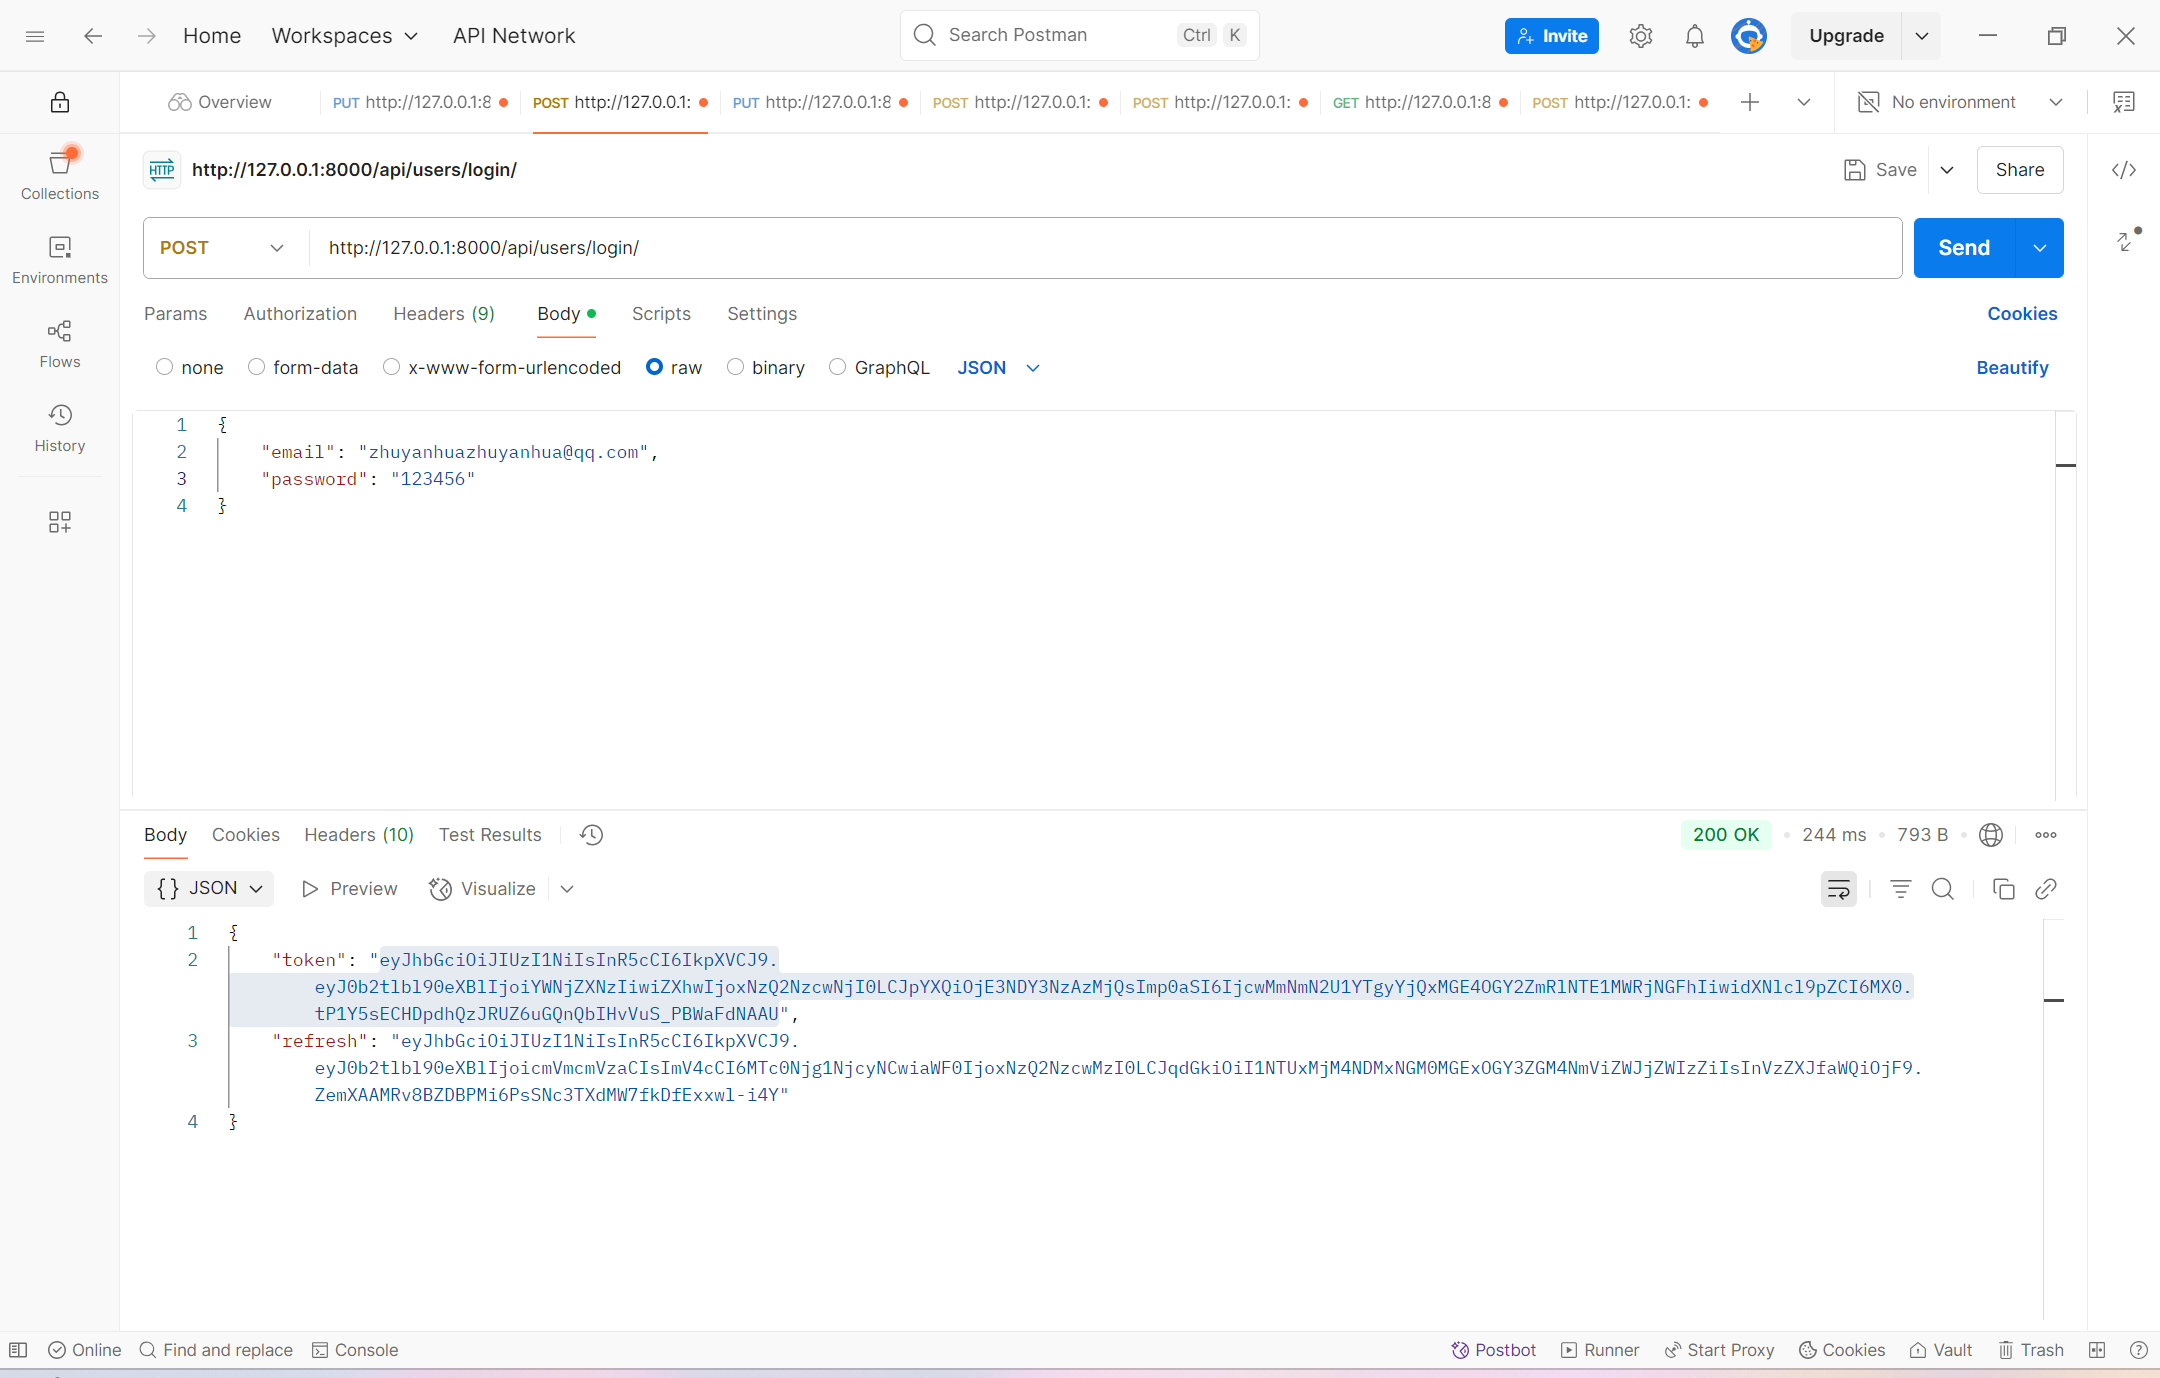 Home Workspaces API Network Search Postman Ctrl K Invite Upgrade
Overview PUT http://127.0.0.1:8 POST http://127.0.0.1: PUT http://127.0.0.1:8 POST http://127.0.0.1: POST http://127.0.0.1: GET http://127.0.0.1:8 POST http://127.0.0.1: No environment
Collections
Environments
Flows
History
HTTP http://127.0.0.1:8000/api/users/login/ Save Share
POST http://127.0.0.1:8000/api/users/login/ Send
Params Authorization Headers (9) Body Scripts Settings Cookies
none form-data x-www-form-urlencoded raw binary GraphQL JSON Beautify
1 {
2 "email": "zhuyanhuazhuyanhua@qq.com",
3 "password": "123456"
4 }
Body Cookies Headers (10) Test Results 200 OK 244 ms 793 B
{} JSON Preview Visualize
1 {
2 "token": "eyJhbGciOiJIUzI1NiIsInR5cCI6IkpXVCJ9.
eyJ0b2tlbl90eXBlIjoiYWNjZXNzIiwiZXhwIjoxNzQ2NzcwNjI0LCJpYXQiOjE3NDY3NzAzMjQsImp0aSI6IjcwMmNmN2U1YTgyYjQxMGE4OGY2ZmRlNTE1MWRjNGFhIiwidXNlcl9pZCI6MX0.
tP1Y5sECHDpdhQzJRUZ6uGQnQbIHvVuS_PBWaFdNAAU",
3 "refresh": "eyJhbGciOiJIUzI1NiIsInR5cCI6IkpXVCJ9.
eyJ0b2tlbl90eXBlIjoicmVmcmVzaCIsImV4cCI6MTc0Njg1NjcyNCwiaWF0IjoxNzQ2NzcwMzI0LCJqdGkiOiI1NTUxMjM4NDMxNGM0MGExOGY3ZGM4NmViZWJjZWIzZiIsInVzZXJfaWQiOjF9.
ZemXAAMRv8BZDBPMi6PsSNc3TXdMW7fkDfExxwl-i4Y"
4 }
Online Find and replace Console Postbot Runner Start Proxy Cookies Vault Trash